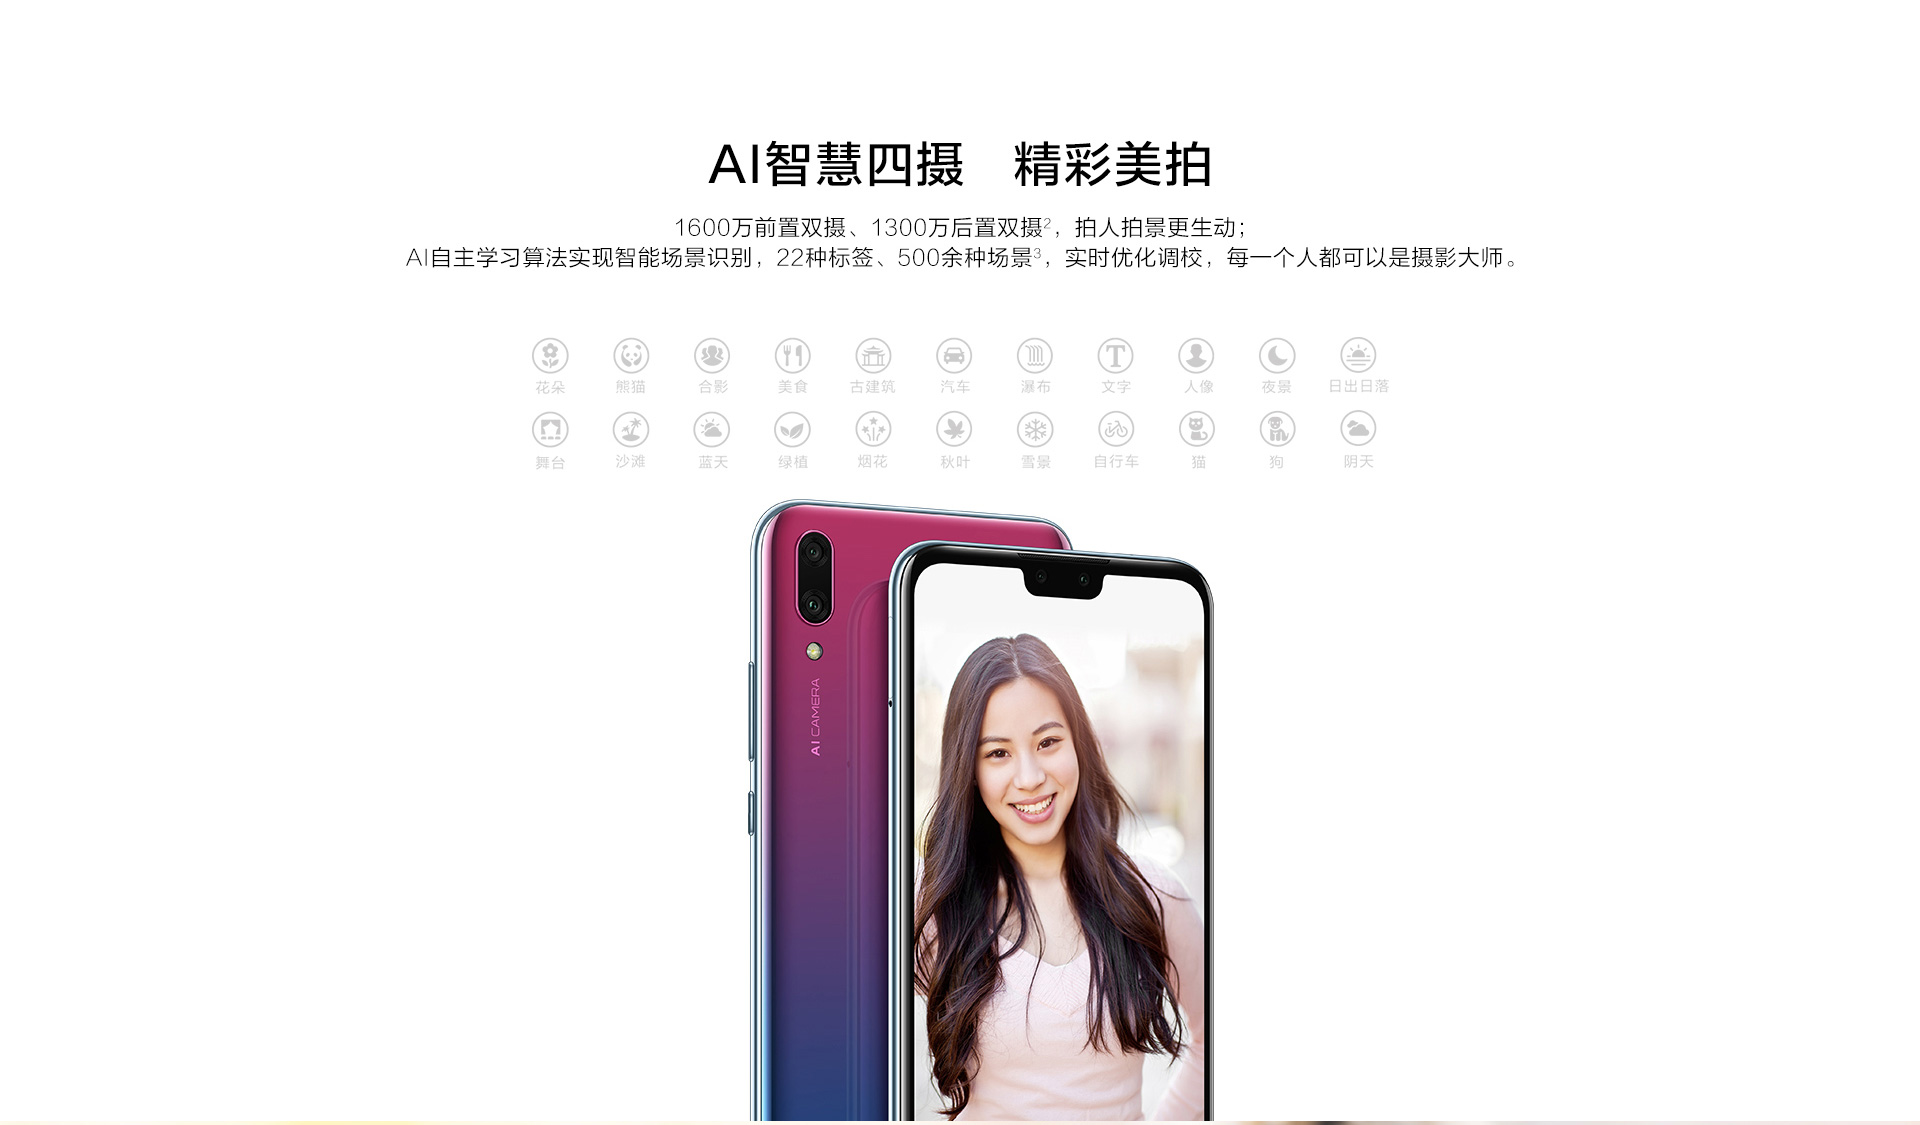 AI智慧四摄 精彩美拍
1600万前置双摄、1300万后置双摄²，拍人拍景更生动；
AI自主学习算法实现智能场景识别，22种标签、500余种场景³，实时优化调校，每一个人都可以是摄影大师。
花朵 熊猫 合影 美食 古建筑 汽车 瀑布 文字 人像 夜景 日出日落
舞台 沙滩 蓝天 绿植 烟花 秋叶 雪景 自行车 猫 狗 阴天
AI CAMERA